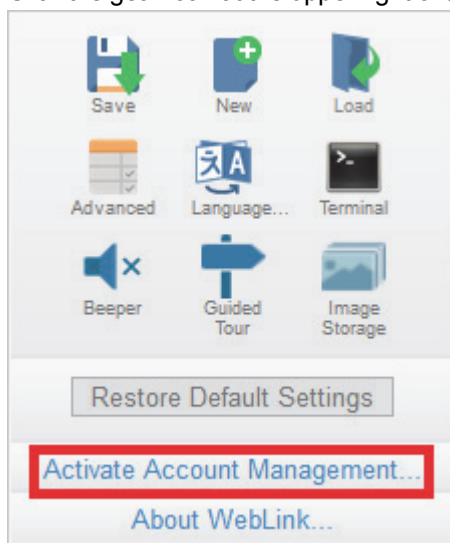 Save New Load
Advanced Language... Terminal
Beeper Guided Tour Image Storage
Restore Default Settings
Activate Account Management...
About WebLink...